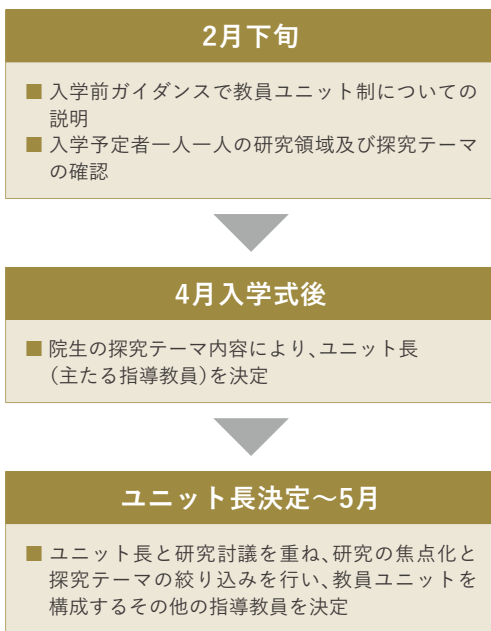 2月下旬
■ 入学前ガイダンスで教員ユニット制についての
説明
■ 入学予定者一人一人の研究領域及び探究テーマ
の確認
4月入学式後
■ 院生の探究テーマ内容により、ユニット長
（主たる指導教員）を決定
ユニット長決定～5月
■ ユニット長と研究討議を重ね、研究の焦点化と
探究テーマの絞り込みを行い、教員ユニットを
構成するその他の指導教員を決定